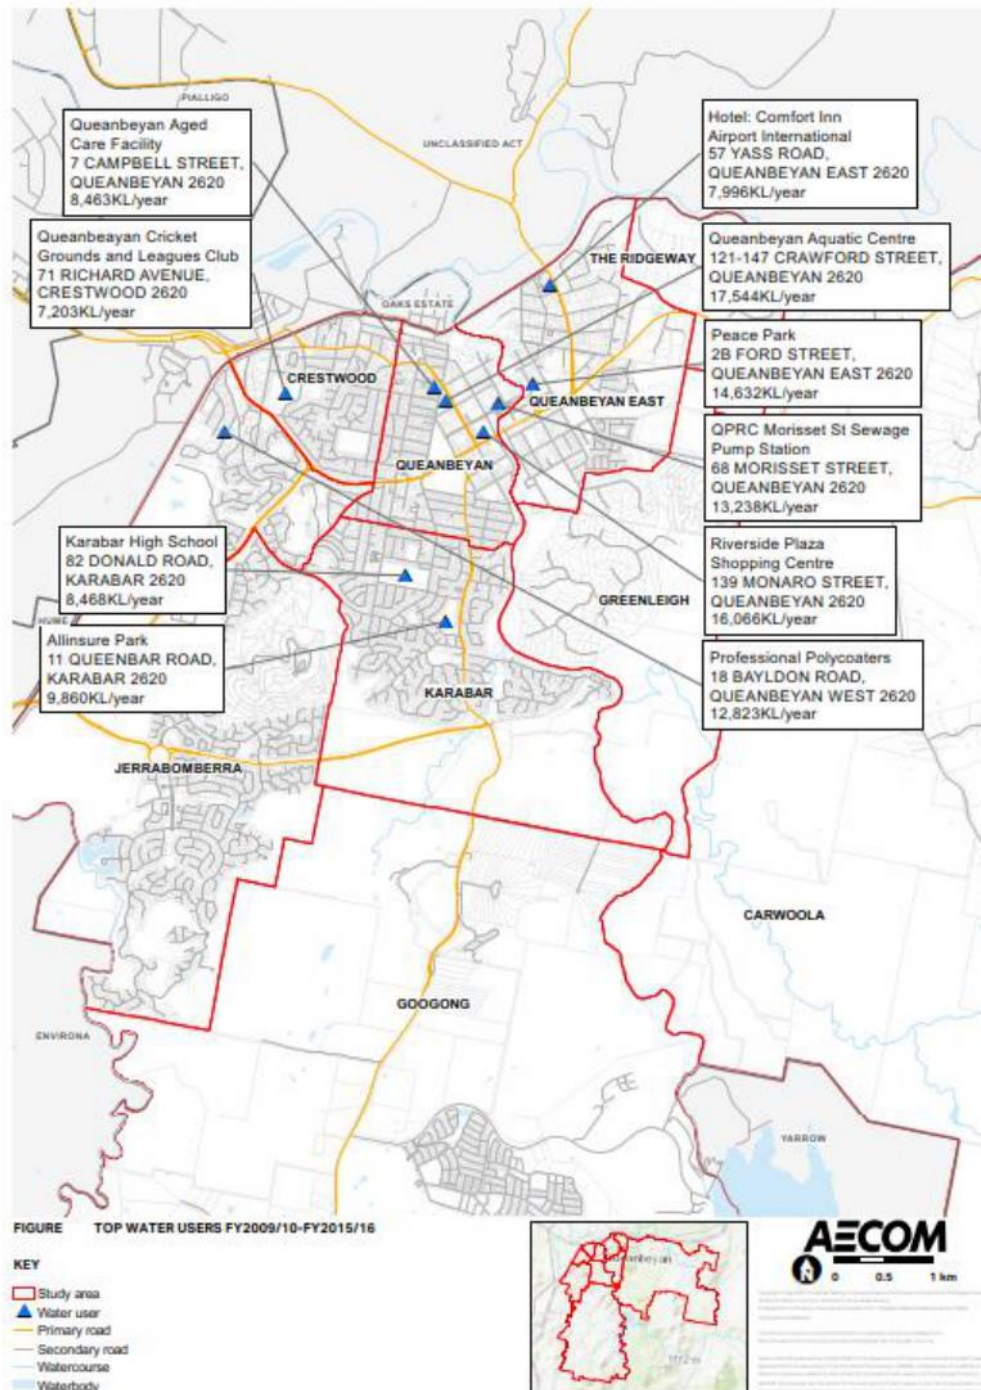 PIALLIGO
UNCLASSIFIED ACT
Queanbeyan Aged
Care Facility
7 CAMPBELL STREET,
QUEANBEYAN 2620
8,463KL/year
Hotel: Comfort Inn
Airport International
57 YASS ROAD,
QUEANBEYAN EAST 2620
7,996KL/year
Queanbeayan Cricket
Grounds and Leagues Club
71 RICHARD AVENUE,
CRESTWOOD 2620
7,203KL/year
THE RIDGEWAY
Queanbeyan Aquatic Centre
121-147 CRAWFORD STREET,
QUEANBEYAN 2620
17,544KL/year
OAKS ESTATE
Peace Park
2B FORD STREET,
QUEANBEYAN EAST 2620
14,632KL/year
CRESTWOOD
QUEANBEYAN EAST
QPRC Morisset St Sewage
Pump Station
68 MORISSET STREET,
QUEANBEYAN 2620
13,238KL/year
QUEANBEYAN
Karabar High School
82 DONALD ROAD,
KARABAR 2620
8,468KL/year
Riverside Plaza
Shopping Centre
139 MONARO STREET,
QUEANBEYAN 2620
16,066KL/year
GREENLEIGH
HUME
Allinsure Park
11 QUEENBAR ROAD,
KARABAR 2620
9,860KL/year
Professional Polycoaters
18 BAYLDON ROAD,
QUEANBEYAN WEST 2620
12,823KL/year
KARABAR
JERRABOMBERRA
CARWOOLA
GOOGONG
ENVIRONA
YARROW
FIGURE TOP WATER USERS FY2009/10-FY2015/16
KEY
Study area
Water user
Primary road
Secondary road
Watercourse
Waterbody
AECOM
N
0 0.5 1 km